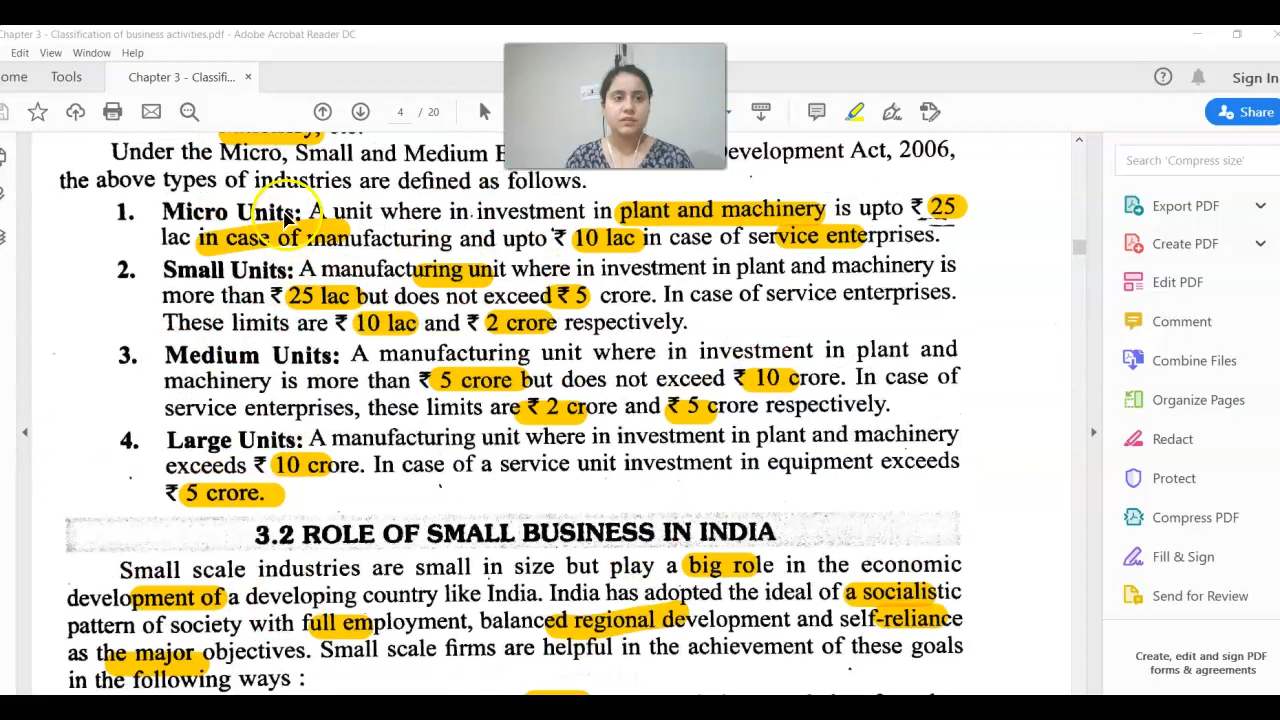 Chapter 3 - Classification of business activities.pdf - Adobe Acrobat Reader DC
Edit View Window Help
ome Tools Chapter 3 - Classifi... × Sign In
4 / 20 Share
Under the Micro, Small and Medium E Development Act, 2006,
the above types of industries are defined as follows.
1. Micro Units: A unit where in investment in plant and machinery is upto ₹ 25
lac in case of manufacturing and upto ₹ 10 lac in case of service enterprises.
2. Small Units: A manufacturing unit where in investment in plant and machinery is
more than ₹ 25 lac but does not exceed ₹ 5 crore. In case of service enterprises.
These limits are ₹ 10 lac and ₹ 2 crore respectively.
3. Medium Units: A manufacturing unit where in investment in plant and
machinery is more than ₹ 5 crore but does not exceed ₹ 10 crore. In case of
service enterprises, these limits are ₹ 2 crore and ₹ 5 crore respectively.
4. Large Units: A manufacturing unit where in investment in plant and machinery
exceeds ₹ 10 crore. In case of a service unit investment in equipment exceeds
₹ 5 crore.
3.2 ROLE OF SMALL BUSINESS IN INDIA
Small scale industries are small in size but play a big role in the economic
development of a developing country like India. India has adopted the ideal of a socialistic
pattern of society with full employment, balanced regional development and self-reliance
as the major objectives. Small scale firms are helpful in the achievement of these goals
in the following ways :
Search 'Compress size'
Export PDF
Create PDF
Edit PDF
Comment
Combine Files
Organize Pages
Redact
Protect
Compress PDF
Fill & Sign
Send for Review
Create, edit and sign PDF
forms & agreements